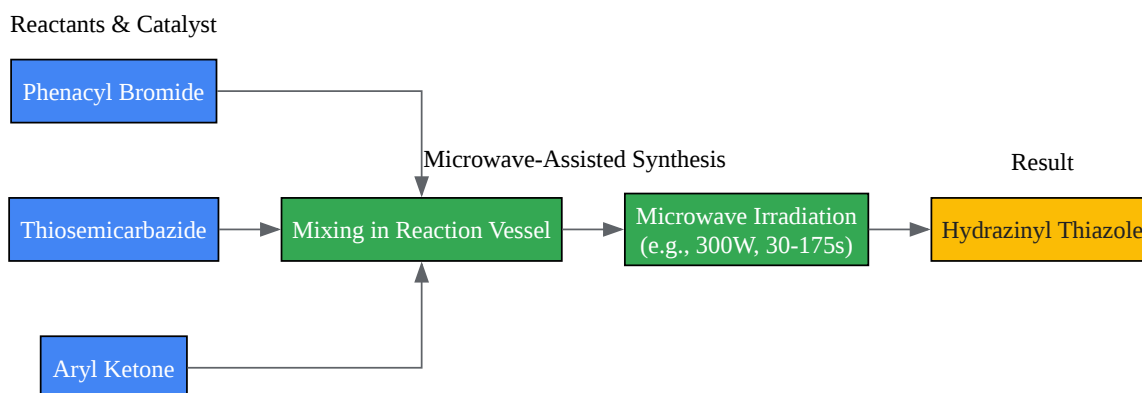 Reactants & Catalyst
Phenacyl Bromide
Microwave-Assisted Synthesis
Result
Thiosemicarbazide
Mixing in Reaction Vessel
Microwave Irradiation
(e.g., 300W, 30-175s)
Hydrazinyl Thiazole
Aryl Ketone